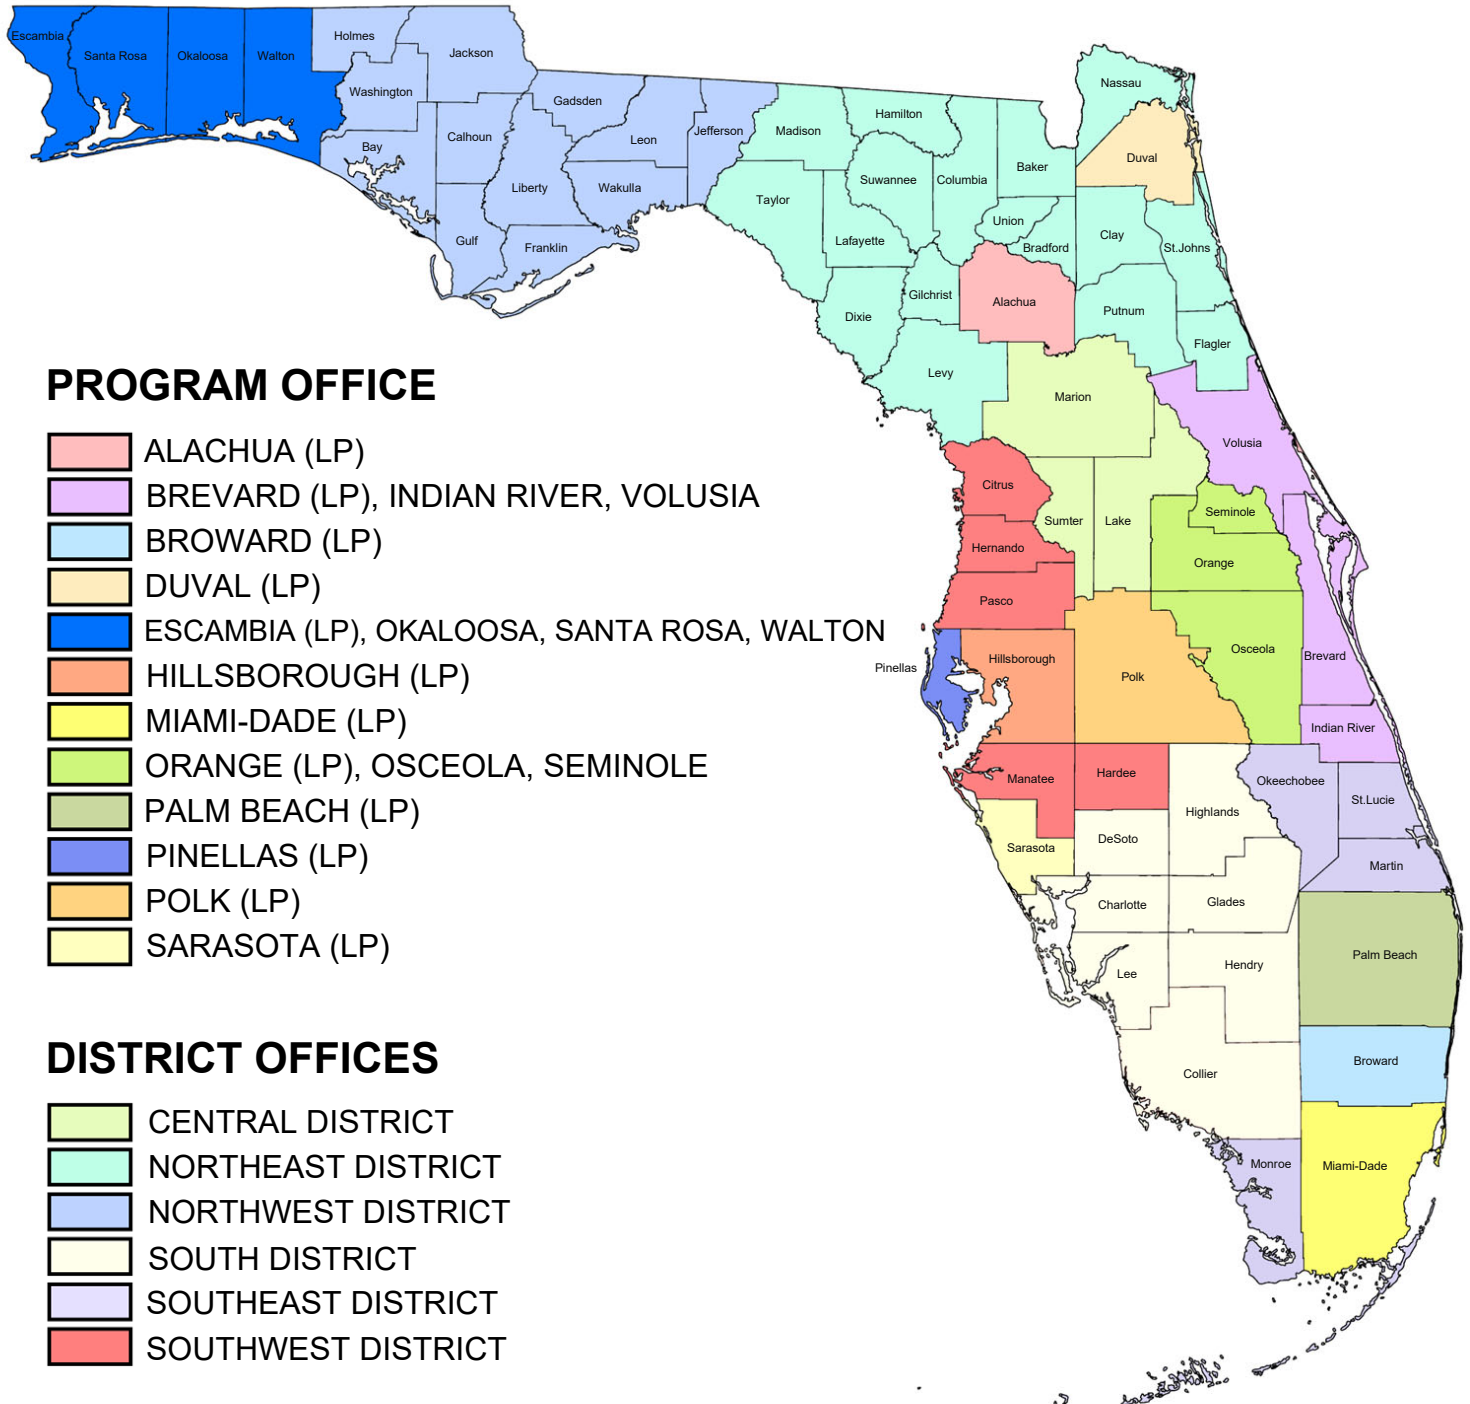 Escambia
Santa Rosa
Okaloosa
Walton
Holmes
Jackson
Washington
Gadsden
Calhoun
Leon
Jefferson
Bay
Liberty
Wakulla
Gulf
Franklin
Madison
Hamilton
Nassau
Duval
Baker
Suwannee
Columbia
Taylor
Lafayette
Union
Bradford
Clay
St.Johns
Gilchrist
Alachua
Dixie
Putnum
Flagler
Levy
Marion
Volusia
Citrus
Sumter
Lake
Seminole
Hernando
Orange
Pasco
Pinellas
Hillsborough
Polk
Osceola
Brevard
Indian River
Manatee
Hardee
Okeechobee
St.Lucie
Highlands
Sarasota
DeSoto
Martin
Charlotte
Glades
Lee
Hendry
Palm Beach
Collier
Broward
Monroe
Miami-Dade
PROGRAM OFFICE
ALACHUA (LP)
BREVARD (LP), INDIAN RIVER, VOLUSIA
BROWARD (LP)
DUVAL (LP)
ESCAMBIA (LP), OKALOOSA, SANTA ROSA, WALTON
HILLSBOROUGH (LP)
MIAMI-DADE (LP)
ORANGE (LP), OSCEOLA, SEMINOLE
PALM BEACH (LP)
PINELLAS (LP)
POLK (LP)
SARASOTA (LP)
DISTRICT OFFICES
CENTRAL DISTRICT
NORTHEAST DISTRICT
NORTHWEST DISTRICT
SOUTH DISTRICT
SOUTHEAST DISTRICT
SOUTHWEST DISTRICT